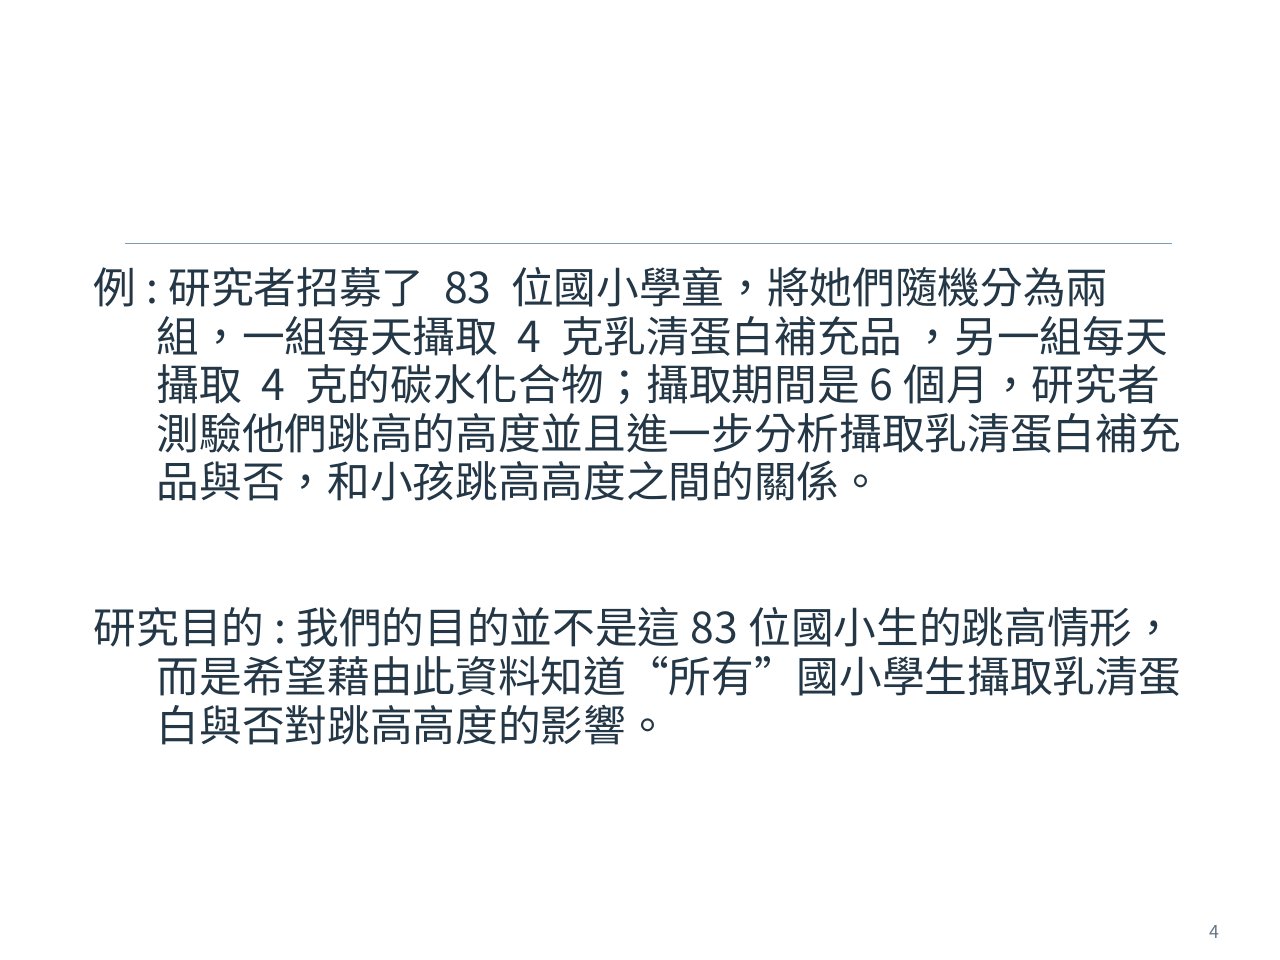 例 : 研究者招募了 83 位國小學童，將她們隨機分為兩
組，一組每天攝取 4 克乳清蛋白補充品 ，另一組每天
攝取 4 克的碳水化合物；攝取期間是 6 個月，研究者
測驗他們跳高的高度並且進一步分析攝取乳清蛋白補充
品與否，和小孩跳高高度之間的關係。
研究目的 : 我們的目的並不是這 83 位國小生的跳高情形，
而是希望藉由此資料知道“所有”國小學生攝取乳清蛋
白與否對跳高高度的影響。
4